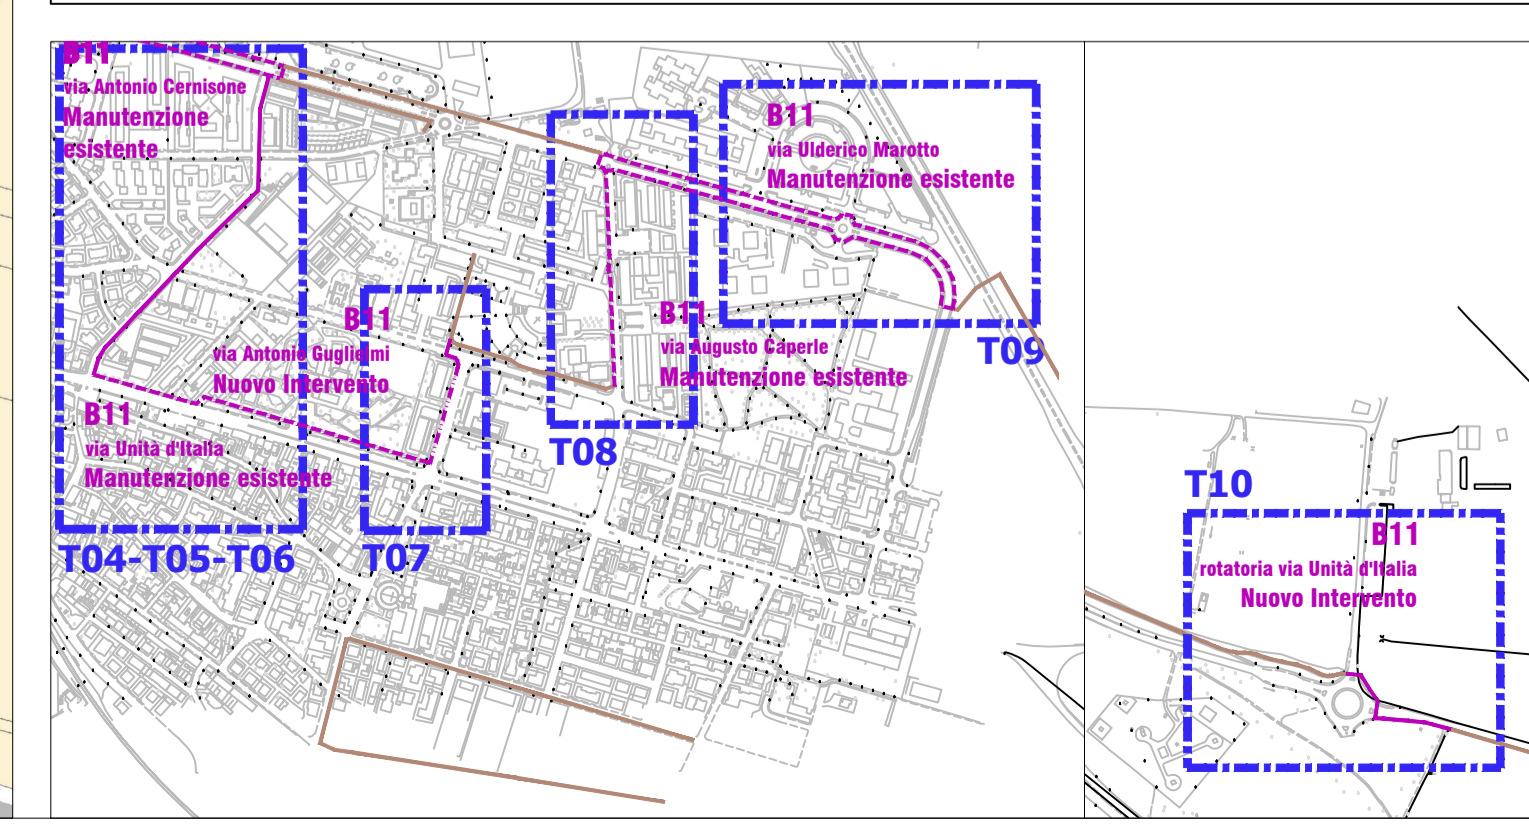 B11
via Antonio Cernisone
Manutenzione
esistente
B11
via Ulderico Marotto
Manutenzione esistente
B11
via Antonio Guglielmi
Nuovo Intervento
B11
via Augusto Caperle
Manutenzione esistente
T09
B11
via Unità d'Italia
Manutenzione esistente
T08
T04-T05-T06
T07
T10
B11
rotatoria via Unità d'Italia
Nuovo Intervento